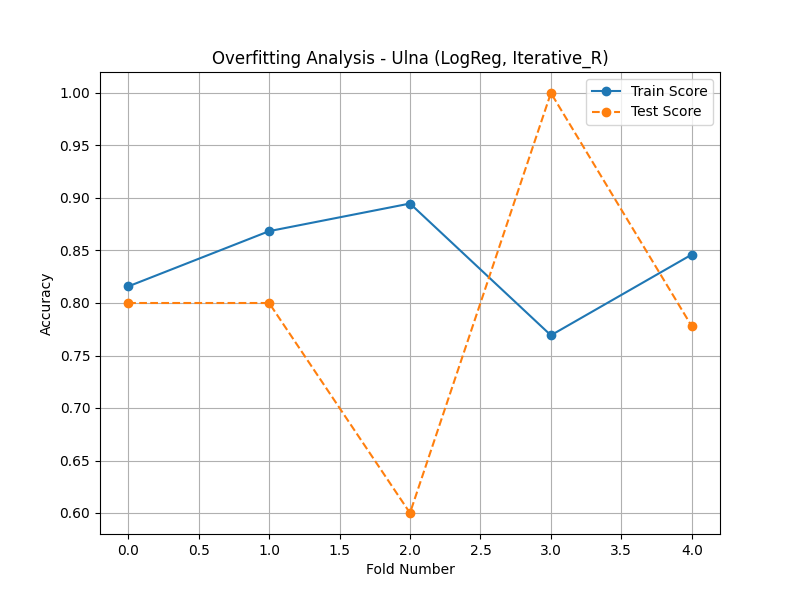 Overfitting Analysis - Ulna (LogReg, Iterative_R)
Train Score
Test Score
Accuracy
1.00
0.95
0.90
0.85
0.80
0.75
0.70
0.65
0.60
0.0 0.5 1.0 1.5 2.0 2.5 3.0 3.5 4.0
Fold Number